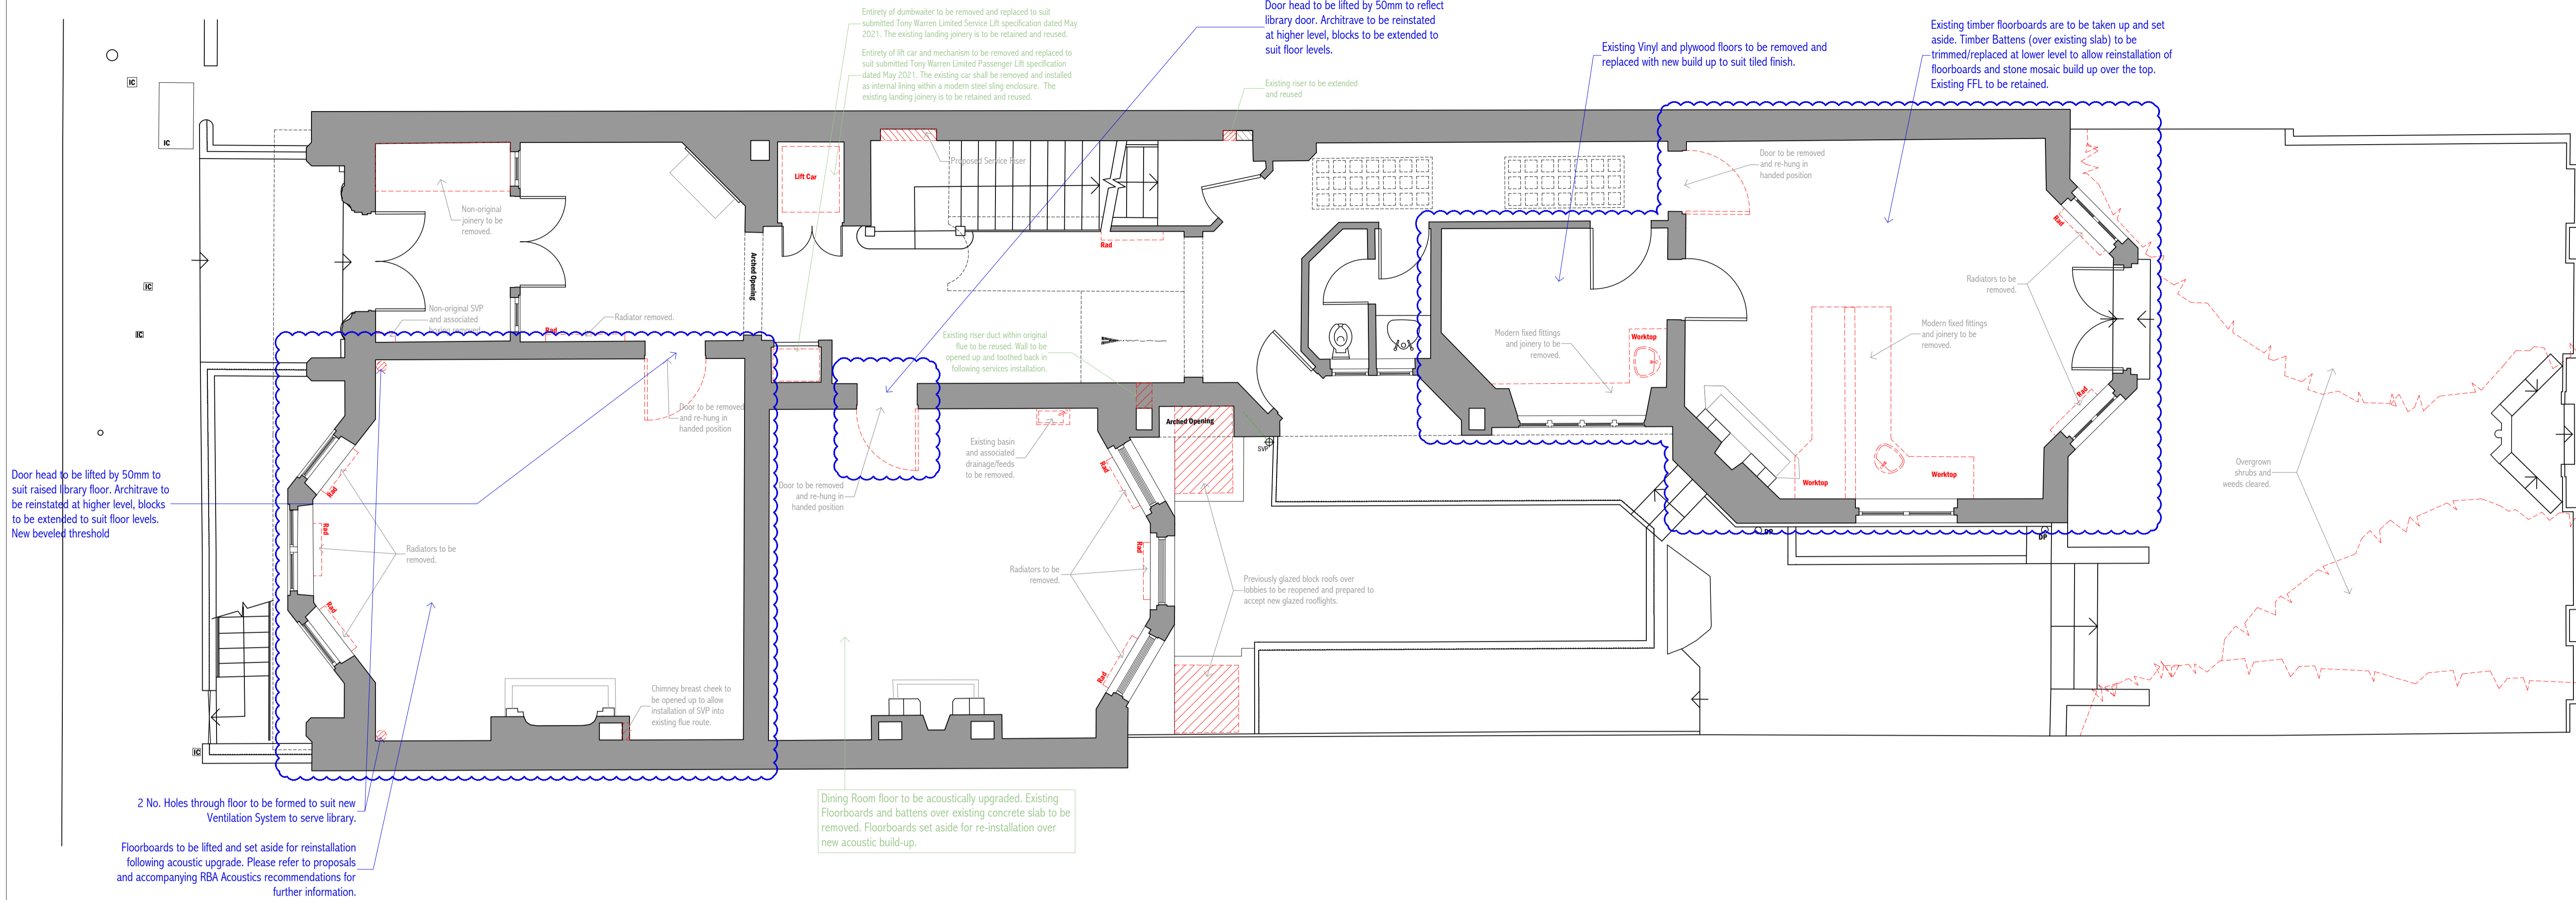 Entirety of dumbwaiter to be removed and replaced to suit
submitted Tony Warren Limited Service Lift specification dated May
2021. The existing landing joinery is to be retained and reused.
Entirety of lift car and mechanism to be removed and replaced to
suit submitted Tony Warren Limited Passenger Lift specification
dated May 2021. The existing car shall be removed and installed
as internal lining within a modern steel sling enclosure. The
existing landing joinery is to be retained and reused.
Door head to be lifted by 50mm to reflect
library door. Architrave to be reinstated
at higher level, blocks to be extended to
suit floor levels.
Existing riser to be extended
and reused
Existing Vinyl and plywood floors to be removed and
replaced with new build up to suit tiled finish.
Existing timber floorboards are to be taken up and set
aside. Timber Battens (over existing slab) to be
trimmed/replaced at lower level to allow reinstallation of
floorboards and stone mosaic build up over the top.
Existing FFL to be retained.
IC
IC
IC
IC
IC
Non-original
joinery to be
removed.
Lift Car
Proposed Service Riser
Arched Opening
Rad
Door to be removed
and re-hung in
handed position
Rad
Radiators to be
removed.
Non-original SVP
and associated
boxing removed
Rad
Radiator removed.
Existing riser duct within original
flue to be reused. Wall to be
opened up and toothed back in
following services installation.
Modern fixed fittings
and joinery to be
removed.
Worktop
Modern fixed fittings
and joinery to be
removed.
Rad
Door to be removed
and re-hung in
handed position
Arched Opening
SVP
Existing basin
and associated
drainage/feeds
to be removed.
Rad
Door to be removed
and re-hung in
handed position
Worktop
Worktop
Overgrown
shrubs and
weeds cleared.
DP
DP
Door head to be lifted by 50mm to
suit raised library floor. Architrave to
be reinstated at higher level, blocks
to be extended to suit floor levels.
New beveled threshold
Rad
Rad
Rad
Radiators to be
removed.
Rad
Rad
Radiators to be
removed.
Previously glazed block roofs over
lobbies to be reopened and prepared to
accept new glazed rooflights.
Chimney breast cheek to
be opened up to allow
installation of SVP into
existing flue route.
2 No. Holes through floor to be formed to suit new
Ventilation System to serve library.
Floorboards to be lifted and set aside for reinstallation
following acoustic upgrade. Please refer to proposals
and accompanying RBA Acoustics recommendations for
further information.
Dining Room floor to be acoustically upgraded. Existing
Floorboards and battens over existing concrete slab to be
removed. Floorboards set aside for re-installation over
new acoustic build-up.